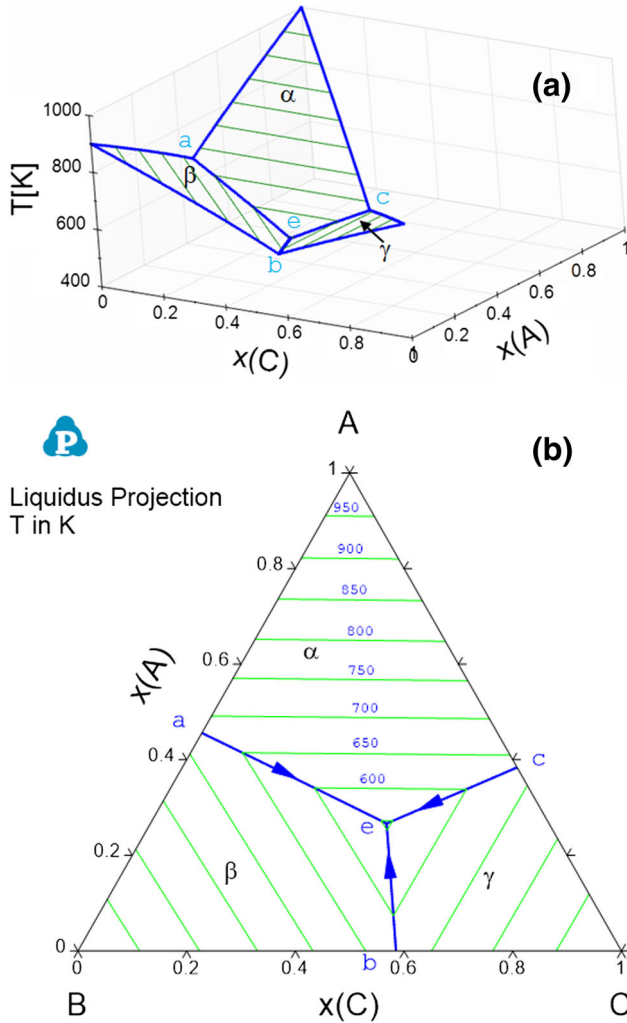 (a)
1000
800
600
400
T[K]
α
a
β
e
b
c
γ
0
0.2
0.4
0.6
0.8
1
x(C)
0
0.2
0.4
0.6
0.8
1
x(A)
P
(b)
Liquidus Projection
T in K
A
1
950
900
0.8
850
800
α
0.6
750
x(A)
700
a
650
c
0.4
600
e
0.2
β
γ
0
0
0.2
0.4
b
0.6
0.8
1
B
x(C)
C